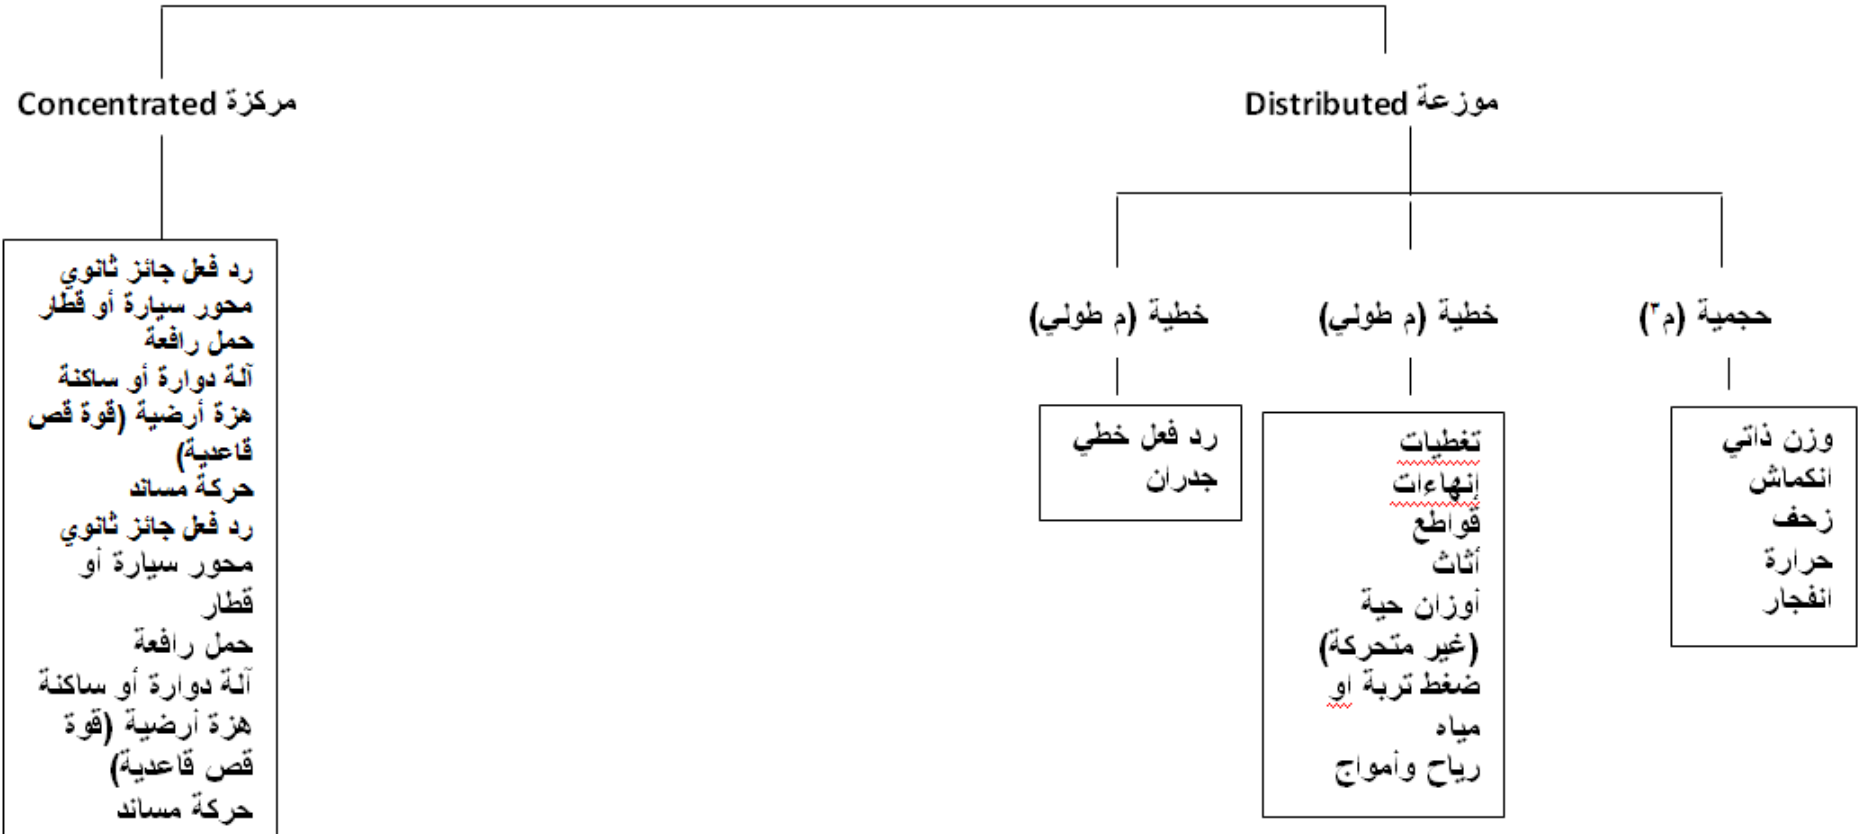 موزعة Distributed
مركزة Concentrated
حجمية (م٣)
خطية (م طولي)
خطية (م طولي)
وزن ذاتي
انكماش
زحف
حرارة
انفجار
تغطيات
إنهاءات
قواطع
أثاث
أوزان حية
(غير متحركة)
ضغط تربة او
مياه
رياح وأمواج
رد فعل خطي
جدران
رد فعل جائز ثانوي
محور سيارة أو قطار
حمل رافعة
آلة دوارة أو ساكنة
هزة أرضية (قوة قص
قاعدية)
حركة مساند
رد فعل جائز ثانوي
محور سيارة أو
قطار
حمل رافعة
آلة دوارة أو ساكنة
هزة أرضية (قوة
قص قاعدية)
حركة مساند